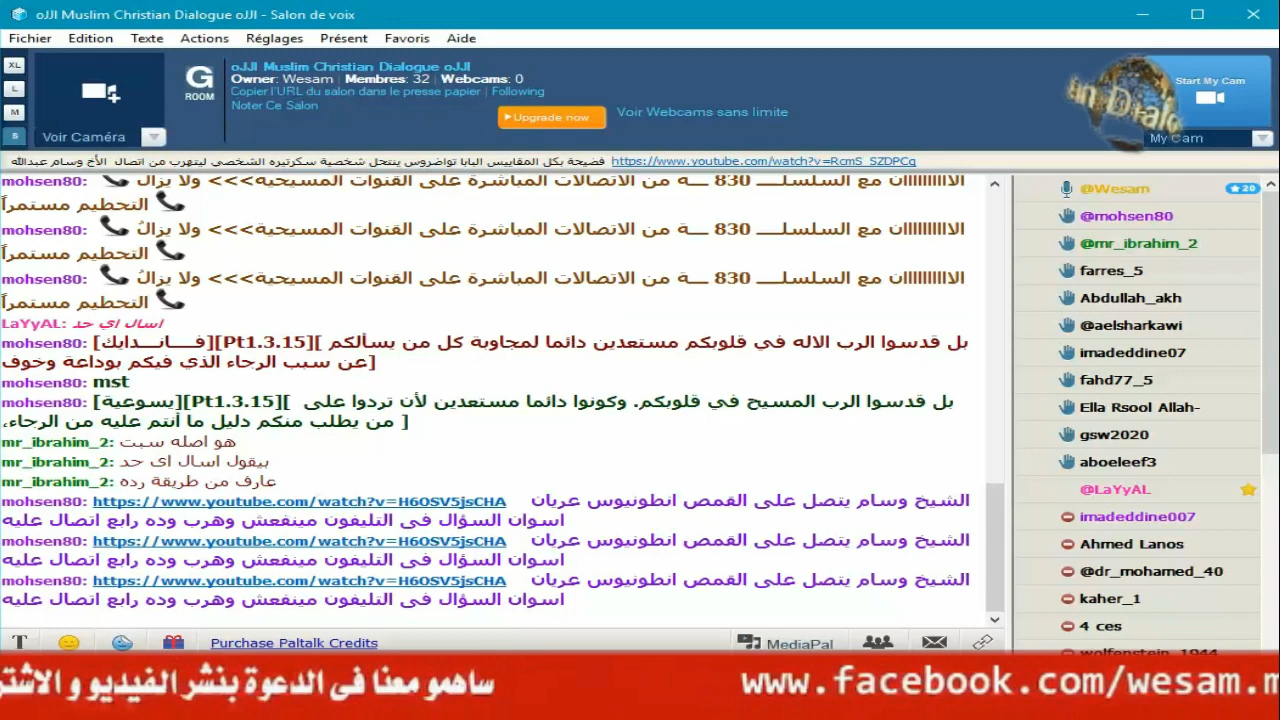 oJJI Muslim Christian Dialogue oJJI - Salon de voix
Fichier Edition Texte Actions Réglages Présent Favoris Aide
XL
L
M
S
Voir Caméra
G
ROOM
oJJI Muslim Christian Dialogue oJJI
Owner: Wesam | Membres: 32 | Webcams: 0
Copier l'URL du salon dans le presse papier | Following
Noter Ce Salon
Upgrade now
Voir Webcams sans limite
Start My Cam
My Cam
فضيحة بكل المقاييس البابا تواضروس ينتحل شخصية سكرتيره الشخصى ليتهرب من اتصال الأخ وسام عبدالله https://www.youtube.com/watch?v=RcmS_SZDPCg
mohsen80: الااااااااان مع السلسلـــ 830 ـــة من الاتصالات المباشرة على القنوات المسيحية>>> ولا يزالُ
التحطيم مستمراً
mohsen80: الااااااااان مع السلسلـــ 830 ـــة من الاتصالات المباشرة على القنوات المسيحية>>> ولا يزالُ
التحطيم مستمراً
mohsen80: الااااااااان مع السلسلـــ 830 ـــة من الاتصالات المباشرة على القنوات المسيحية>>> ولا يزالُ
التحطيم مستمراً
LaYyAL: اسال اي حد
mohsen80: [فــــانـــدايك][Pt1.3.15][ بل قدسوا الرب الاله في قلوبكم مستعدين دائما لمجاوبة كل من يسألكم
عن سبب الرجاء الذي فيكم بوداعة وخوف]
mohsen80: mst
mohsen80: [يسوعية][Pt1.3.15][ بل قدسوا الرب المسيح في قلوبكم. وكونوا دائما مستعدين لأن تردوا على
من يطلب منكم دليل ما أنتم عليه من الرجاء، ]
mr_ibrahim_2: هو اصله سبت
mr_ibrahim_2: بيقول اسال اى حد
mr_ibrahim_2: عارف من طريقة رده
mohsen80: https://www.youtube.com/watch?v=H6OSV5jsCHA الشيخ وسام يتصل على القمص انطونيوس عريان
اسوان السؤال فى التليفون مينفعش وهرب وده رابع اتصال عليه
mohsen80: https://www.youtube.com/watch?v=H6OSV5jsCHA الشيخ وسام يتصل على القمص انطونيوس عريان
اسوان السؤال فى التليفون مينفعش وهرب وده رابع اتصال عليه
mohsen80: https://www.youtube.com/watch?v=H6OSV5jsCHA الشيخ وسام يتصل على القمص انطونيوس عريان
اسوان السؤال فى التليفون مينفعش وهرب وده رابع اتصال عليه
@Wesam 20
@mohsen80
@mr_ibrahim_2
farres_5
Abdullah_akh
@aelsharkawi
imadeddine07
fahd77_5
Ella Rsool Allah-
gsw2020
aboeleef3
@LaYyAL
imadeddine007
Ahmed Lanos
@dr_mohamed_40
kaher_1
4 ces
wolfenstein_1944
T Purchase Paltalk Credits MediaPal
ساهمو معنا فى الدعوة بنشر الفيديو و الاشتر
www.facebook.com/wesam.m